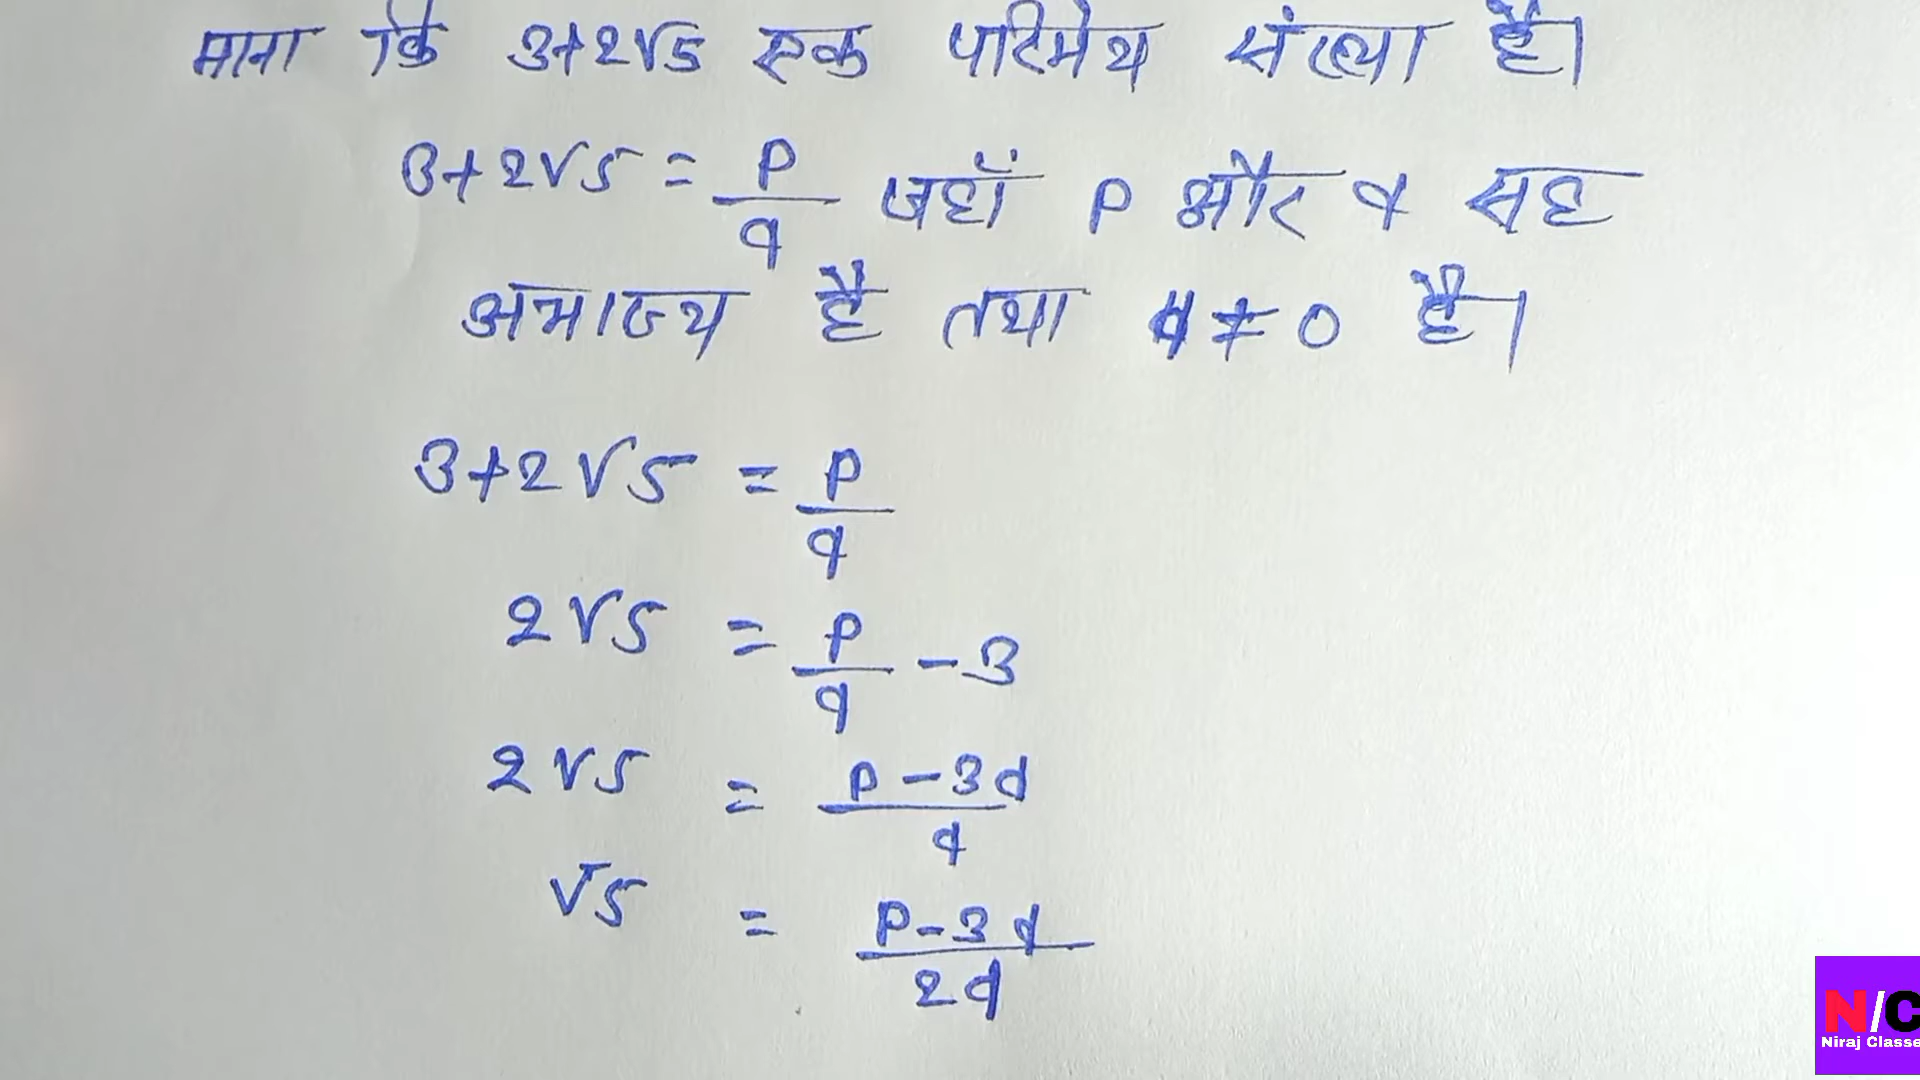 माना कि 3+2√5 एक परिमेय संख्या है।
3+2√5 = p/q जहाँ p और q सह
अभाज्य है तथा q ≠ 0 है।
3+2√5 = p/q
2√5 = p/q - 3
2√5 = p-3q/q
√5 = p-3q/2q
N/C
Niraj Classe